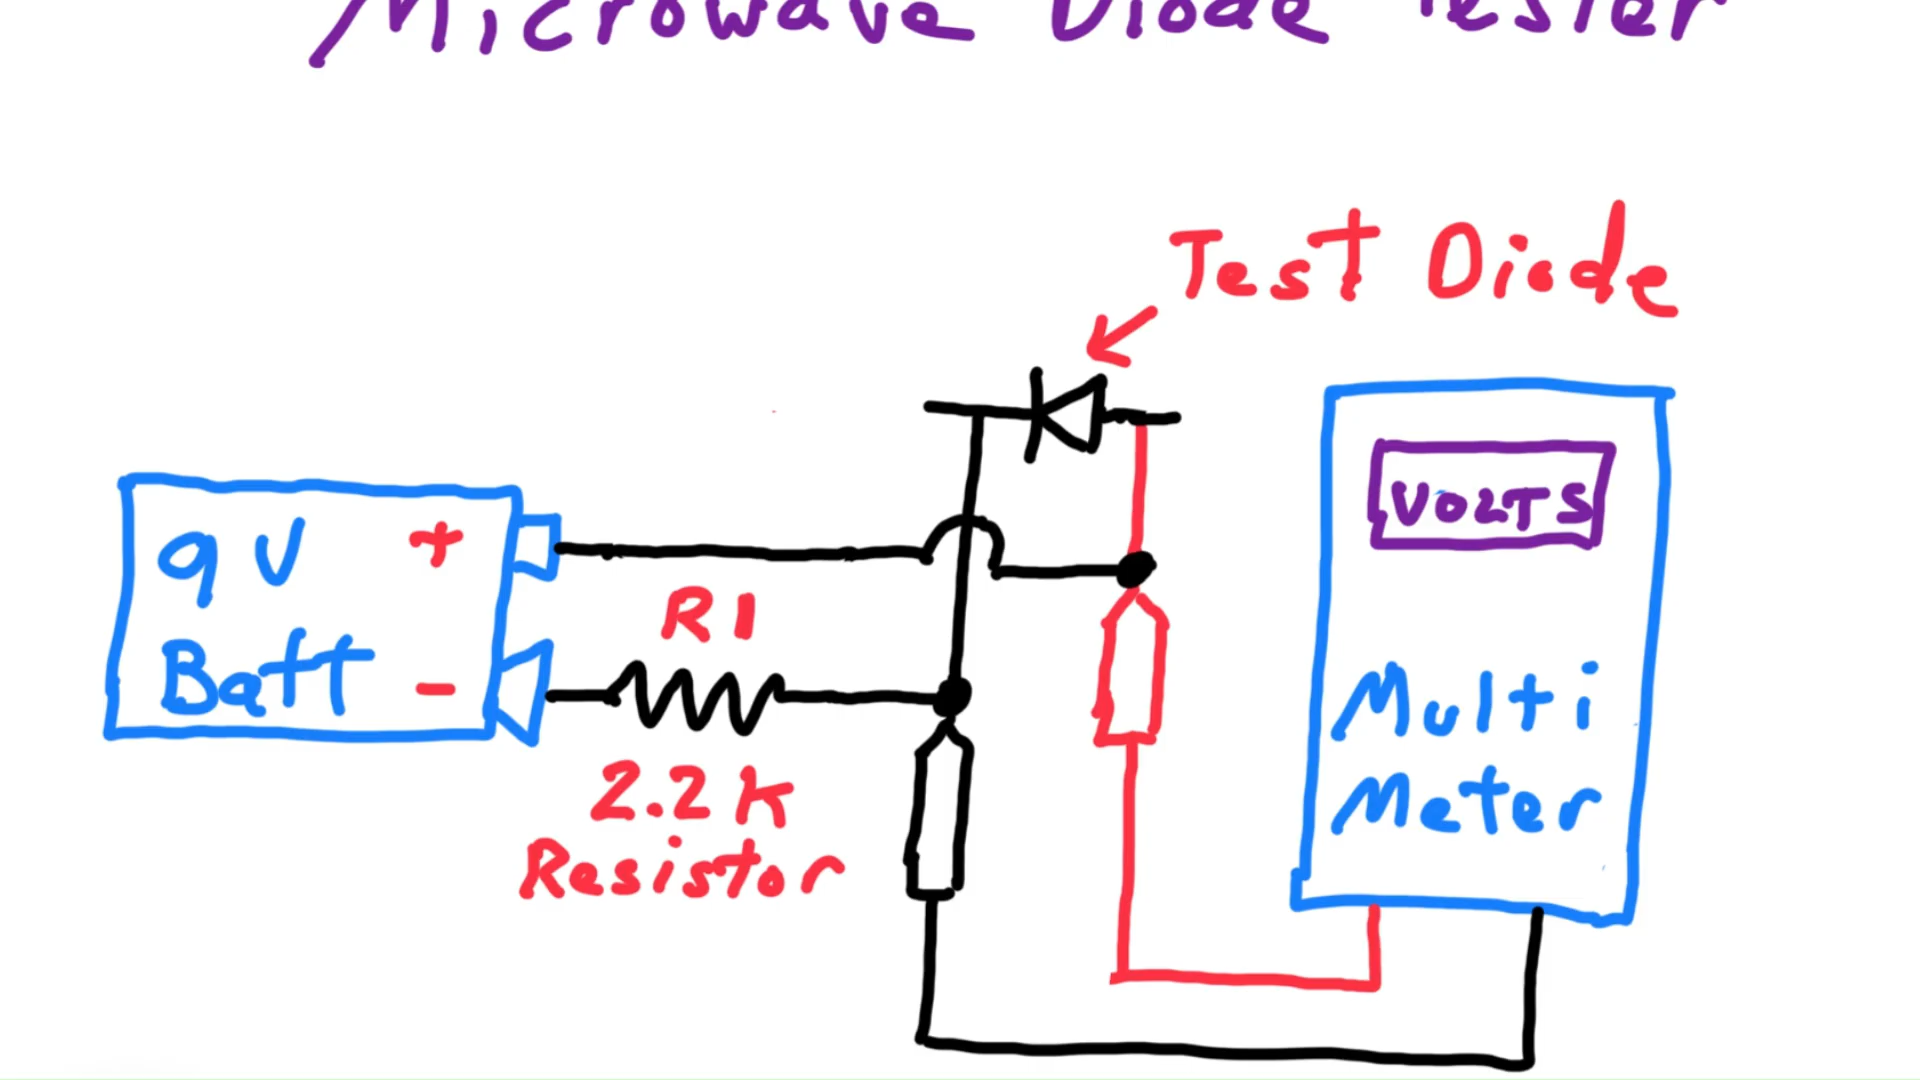 Microwave Diode Tester
Test Diode
VOLTS
9V +
Batt -
R1
2.2K
Resistor
Multi
Meter